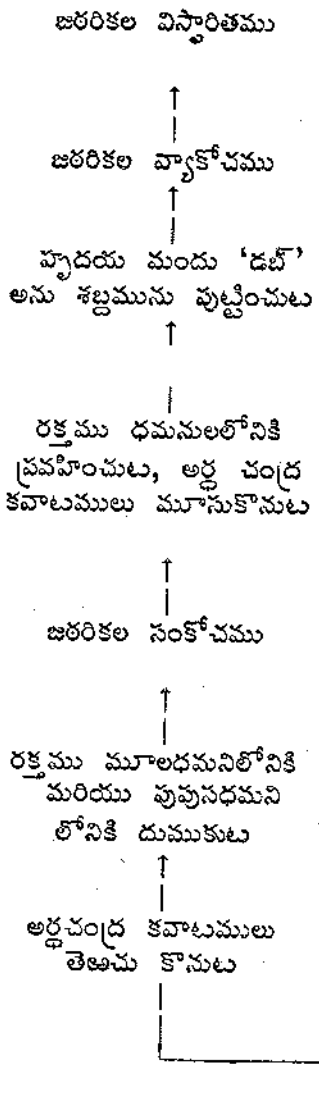 జఠరికల విస్తారితము
జఠరికల వ్యాకోచము
హృదయ మందు ‘డబ్’
అను శబ్దమును పుట్టించుట
రక్తము ధమనులలోనికి
ప్రవహించుట, అర్ధ చంద్ర
కవాటములు మూసుకొనుట
జఠరికల సంకోచము
రక్తము మూలధమనిలోనికి
మరియు పుపుసధమని
లోనికి దుముకుట
అర్ధచంద్ర కవాటములు
తెఱచు కొనుట